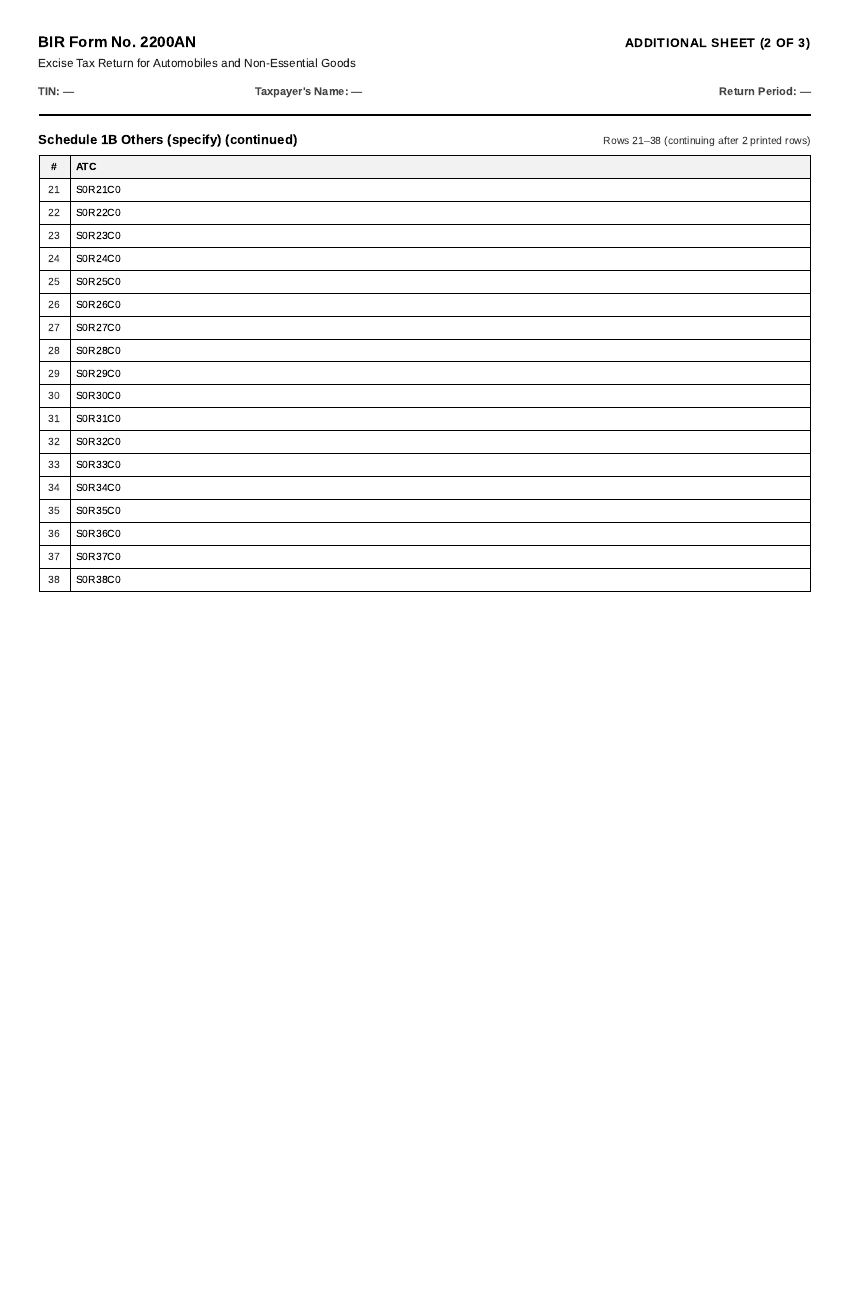 BIR Form No. 2200AN
ADDITIONAL SHEET (2 OF 3)
Excise Tax Return for Automobiles and Non-Essential Goods
TIN: — Taxpayer's Name: — Return Period: —
Schedule 1B Others (specify) (continued)
Rows 21–38 (continuing after 2 printed rows)
# ATC
21 S0R21C0
22 S0R22C0
23 S0R23C0
24 S0R24C0
25 S0R25C0
26 S0R26C0
27 S0R27C0
28 S0R28C0
29 S0R29C0
30 S0R30C0
31 S0R31C0
32 S0R32C0
33 S0R33C0
34 S0R34C0
35 S0R35C0
36 S0R36C0
37 S0R37C0
38 S0R38C0